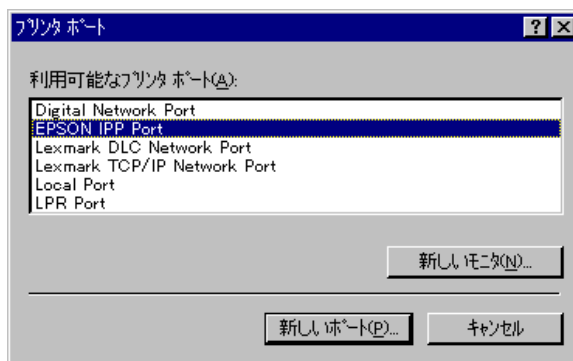 プリンタ ポート
利用可能なプリンタ ポート(A):
Digital Network Port
EPSON IPP Port
Lexmark DLC Network Port
Lexmark TCP/IP Network Port
Local Port
LPR Port
新しいモニタ(N)...
新しいポート(P)...
キャンセル